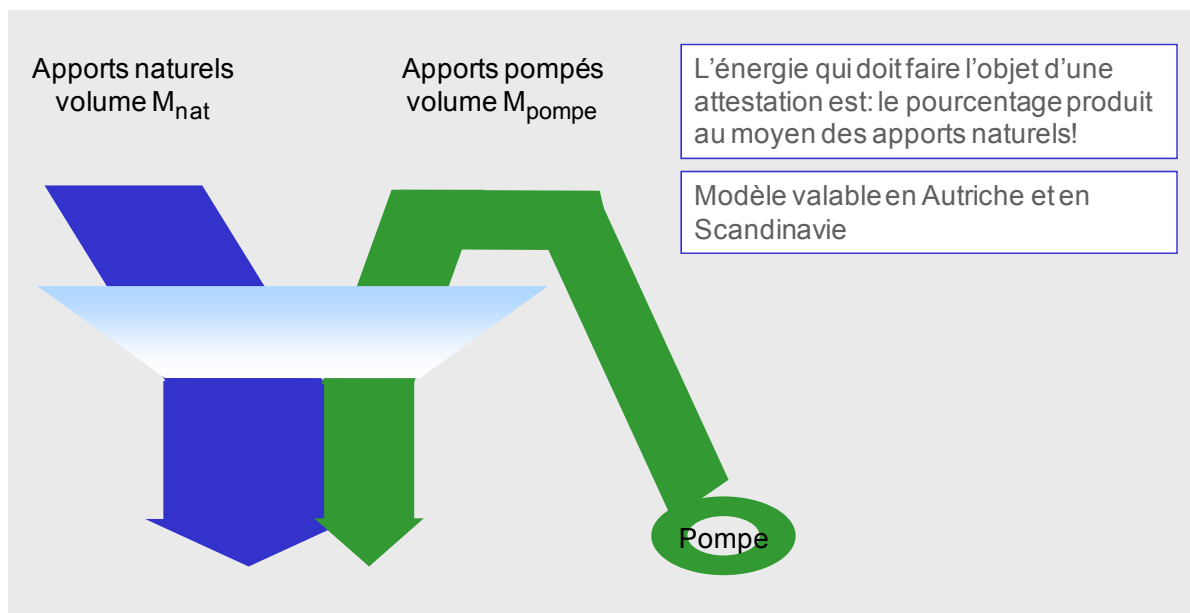 Apports naturels
volume Mnat
Apports pompés
volume Mpompe
L'énergie qui doit faire l'objet d'une
attestation est: le pourcentage produit
au moyen des apports naturels!
Modèle valable en Autriche et en
Scandinavie
Pompe